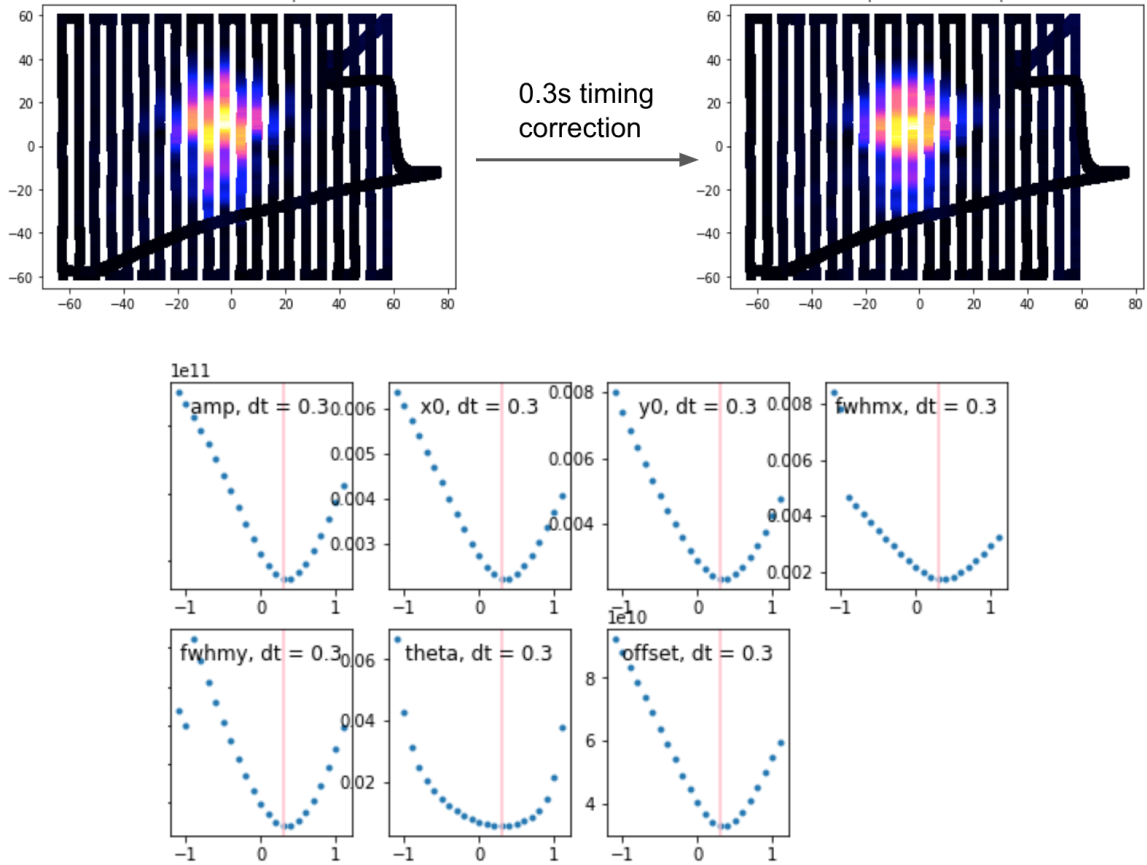 60
40
20
0
−20
−40
−60
−60 −40 −20 0 20 40 60 80
0.3s timing
correction
60
40
20
0
−20
−40
−60
−60 −40 −20 0 20 40 60 80
1e11
amp, dt = 0.3
−1 0 1
x0, dt = 0.3
0.006
0.005
0.004
0.003
−1 0 1
y0, dt = 0.3
0.008
0.006
0.004
−1 0 1
fwhmx, dt = 0.3
0.008
0.006
0.004
0.002
−1 0 1
fwhmy, dt = 0.3
−1 0 1
theta, dt = 0.3
0.06
0.04
0.02
−1 0 1
1e10
offset, dt = 0.3
8
6
4
−1 0 1